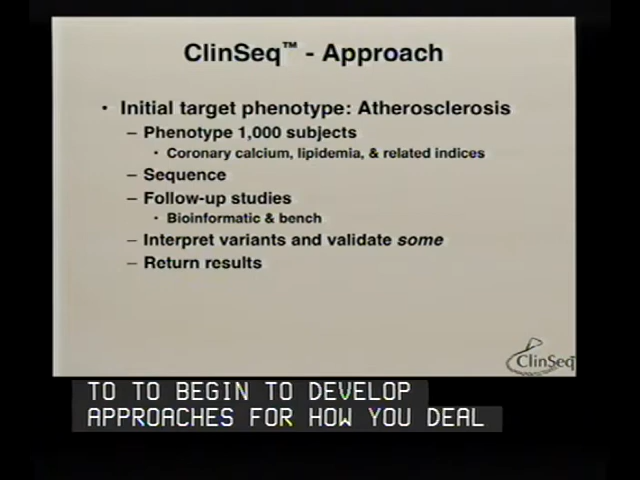 ClinSeq™ - Approach
• Initial target phenotype: Atherosclerosis
– Phenotype 1,000 subjects
• Coronary calcium, lipidemia, & related indices
– Sequence
– Follow-up studies
• Bioinformatic & bench
– Interpret variants and validate some
– Return results
ClinSeq
TO TO BEGIN TO DEVELOP
APPROACHES FOR HOW YOU DEAL